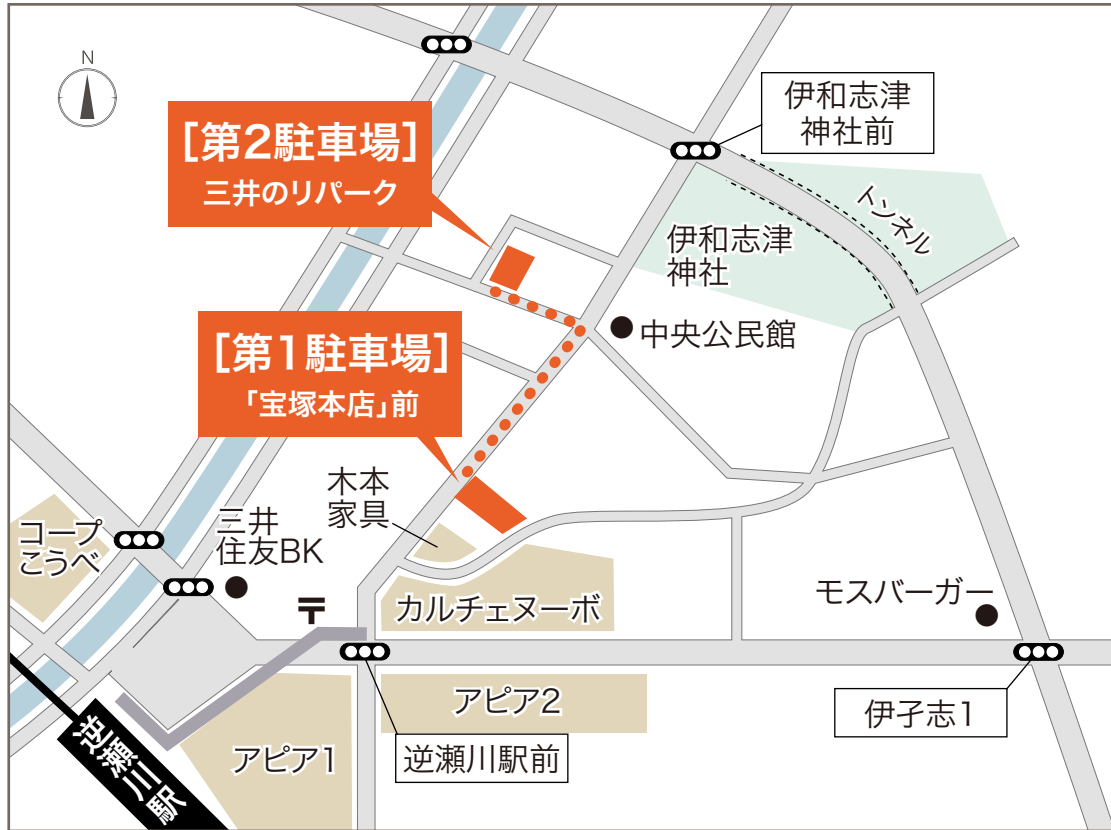 N
[第2駐車場]
三井のリパーク
伊和志津
神社前
トンネル
伊和志津
神社
中央公民館
[第1駐車場]
「宝塚本店」前
木本
家具
コープ
こうべ
三井
住友BK
〒
カルチェヌーボ
モスバーガー
アピア2
伊孑志1
逆瀬川駅前
アピア1
逆瀬川駅